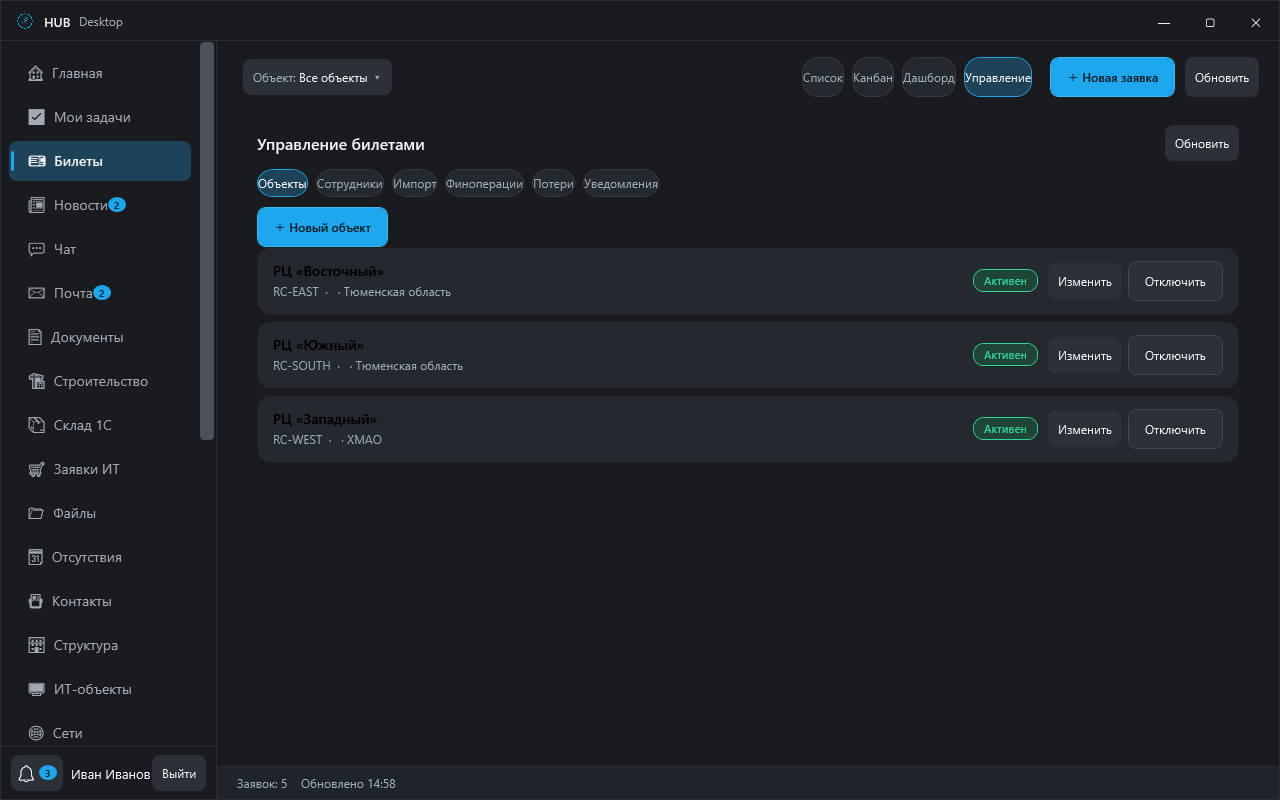 HUB Desktop
Главная
Мои задачи
Билеты
Новости 2
Чат
Почта 2
Документы
Строительство
Склад 1С
Заявки ИТ
Файлы
31 Отсутствия
Контакты
Структура
ИТ-объекты
Сети
3 Иван Иванов Выйти
Объект: Все объекты ▾
Список Канбан Дашборд Управление + Новая заявка Обновить
Управление билетами Обновить
Объекты Сотрудники Импорт Финоперации Потери Уведомления
+ Новый объект
РЦ «Восточный»
RC-EAST · · Тюменская область
Активен Изменить Отключить
РЦ «Южный»
RC-SOUTH · · Тюменская область
Активен Изменить Отключить
РЦ «Западный»
RC-WEST · · ХМАО
Активен Изменить Отключить
Заявок: 5 Обновлено 14:58